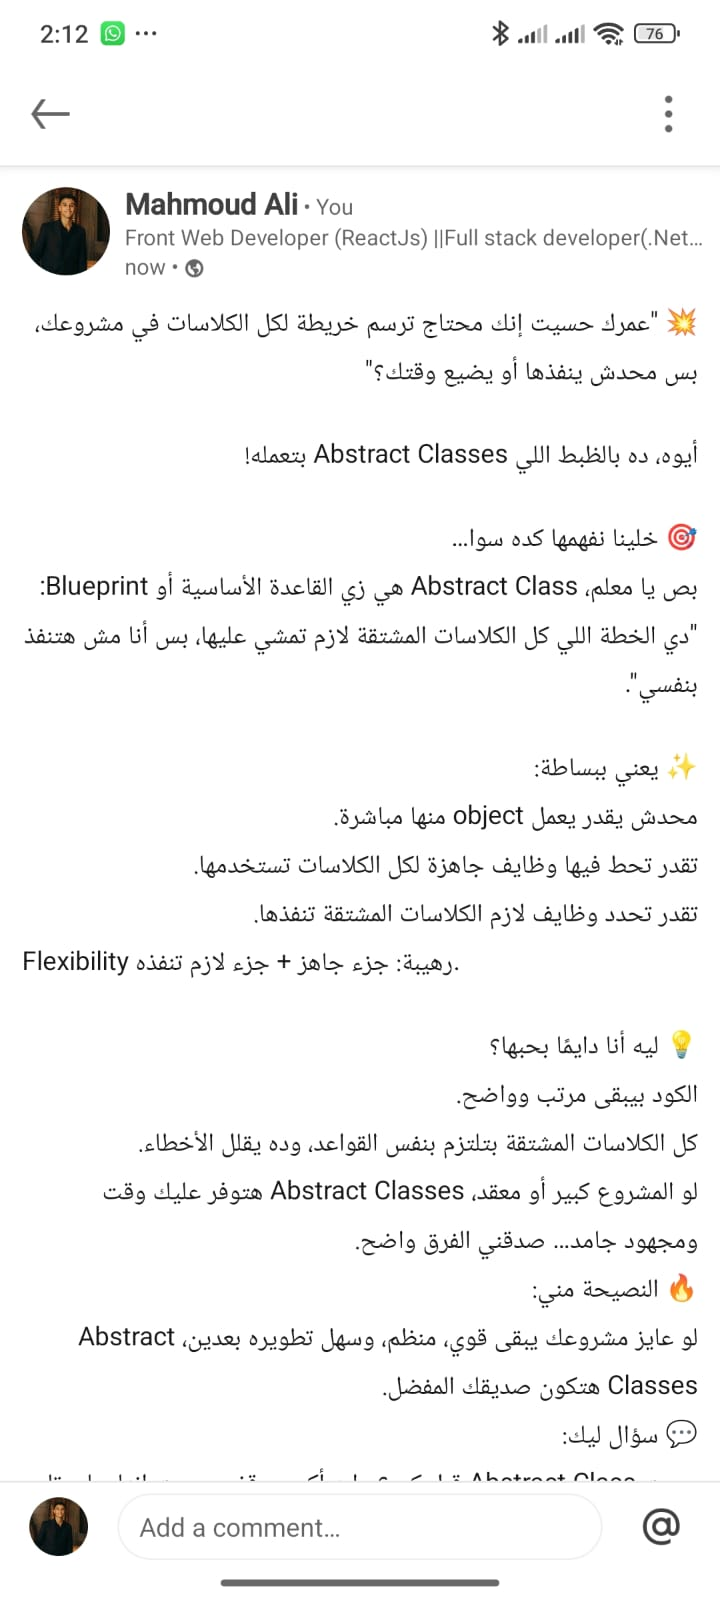 2:12
76
Mahmoud Ali • You
Front Web Developer (ReactJs) ||Full stack developer(.Net...
now •
💥 "عمرك حسيت إنك محتاج ترسم خريطة لكل الكلاسات في مشروعك،
بس محدش ينفذها أو يضيع وقتك؟"
أيوه، ده بالظبط اللي Abstract Classes بتعمله!
🎯 خلينا نفهمها كده سوا...
بص يا معلم، Abstract Class هي زي القاعدة الأساسية أو Blueprint:
"دي الخطة اللي كل الكلاسات المشتقة لازم تمشي عليها، بس أنا مش هتنفذ
بنفسي".
✨ يعني ببساطة:
محدش يقدر يعمل object منها مباشرة.
تقدر تحط فيها وظايف جاهزة لكل الكلاسات تستخدمها.
تقدر تحدد وظايف لازم الكلاسات المشتقة تنفذها.
Flexibility رهيبة: جزء جاهز + جزء لازم تنفذه.
💡 ليه أنا دايمًا بحبها؟
الكود بيبقى مرتب وواضح.
كل الكلاسات المشتقة بتلتزم بنفس القواعد، وده يقلل الأخطاء.
لو المشروع كبير أو معقد، Abstract Classes هتوفر عليك وقت
ومجهود جامد... صدقني الفرق واضح.
🔥 النصيحة مني:
لو عايز مشروعك يبقى قوي، منظم، وسهل تطويره بعدين، Abstract
Classes هتكون صديقك المفضل.
💬 سؤال ليك:
Abstract Class
Add a comment...
@